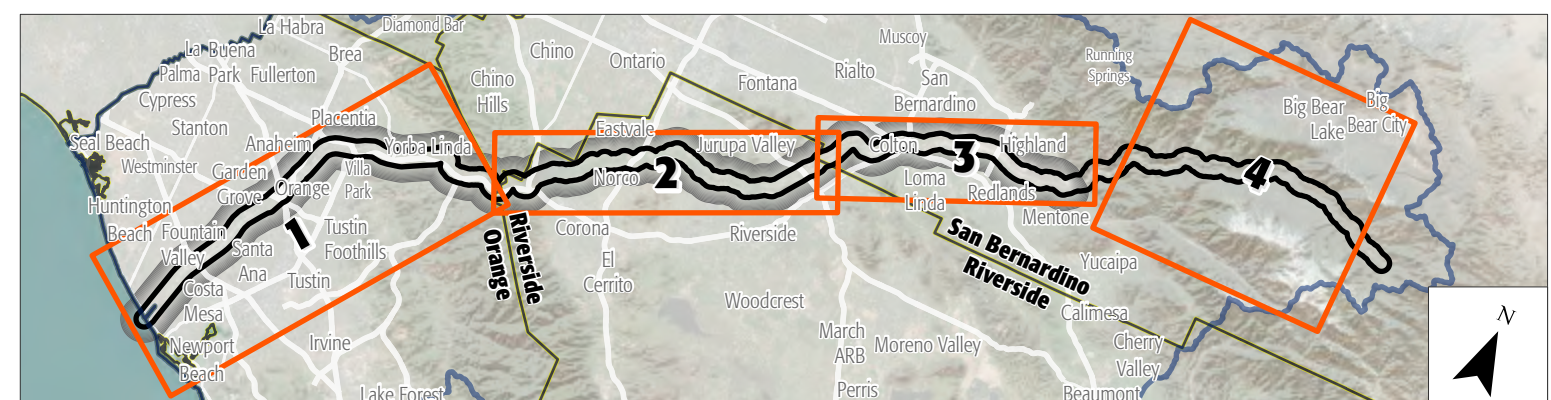 La Habra
Diamond Bar
La Buena
Palma Park Fullerton
Brea
Chino
Ontario
Muscoy
Running
Springs
Cypress
Chino
Hills
Fontana
Rialto
San
Bernardino
Big Bear
Lake
Big
Bear City
Stanton
Placentia
Eastvale
Seal Beach
Anaheim
Yorba Linda
Jurupa Valley
Colton
3
Highland
Westminster
Garden
Grove
Villa
Park
Norco
2
Loma
Linda
Redlands
4
Orange
Huntington
Beach
Mentone
Fountain
Valley
1
Tustin
Foothills
Riverside
Orange
Corona
Riverside
San Bernardino
Riverside
Santa
Ana
Tustin
El
Cerrito
Yucaipa
Costa
Mesa
Woodcrest
Calimesa
N
Newport
Beach
Irvine
March
ARB
Moreno Valley
Cherry
Valley
Lake Forest
Perris
Beaumont